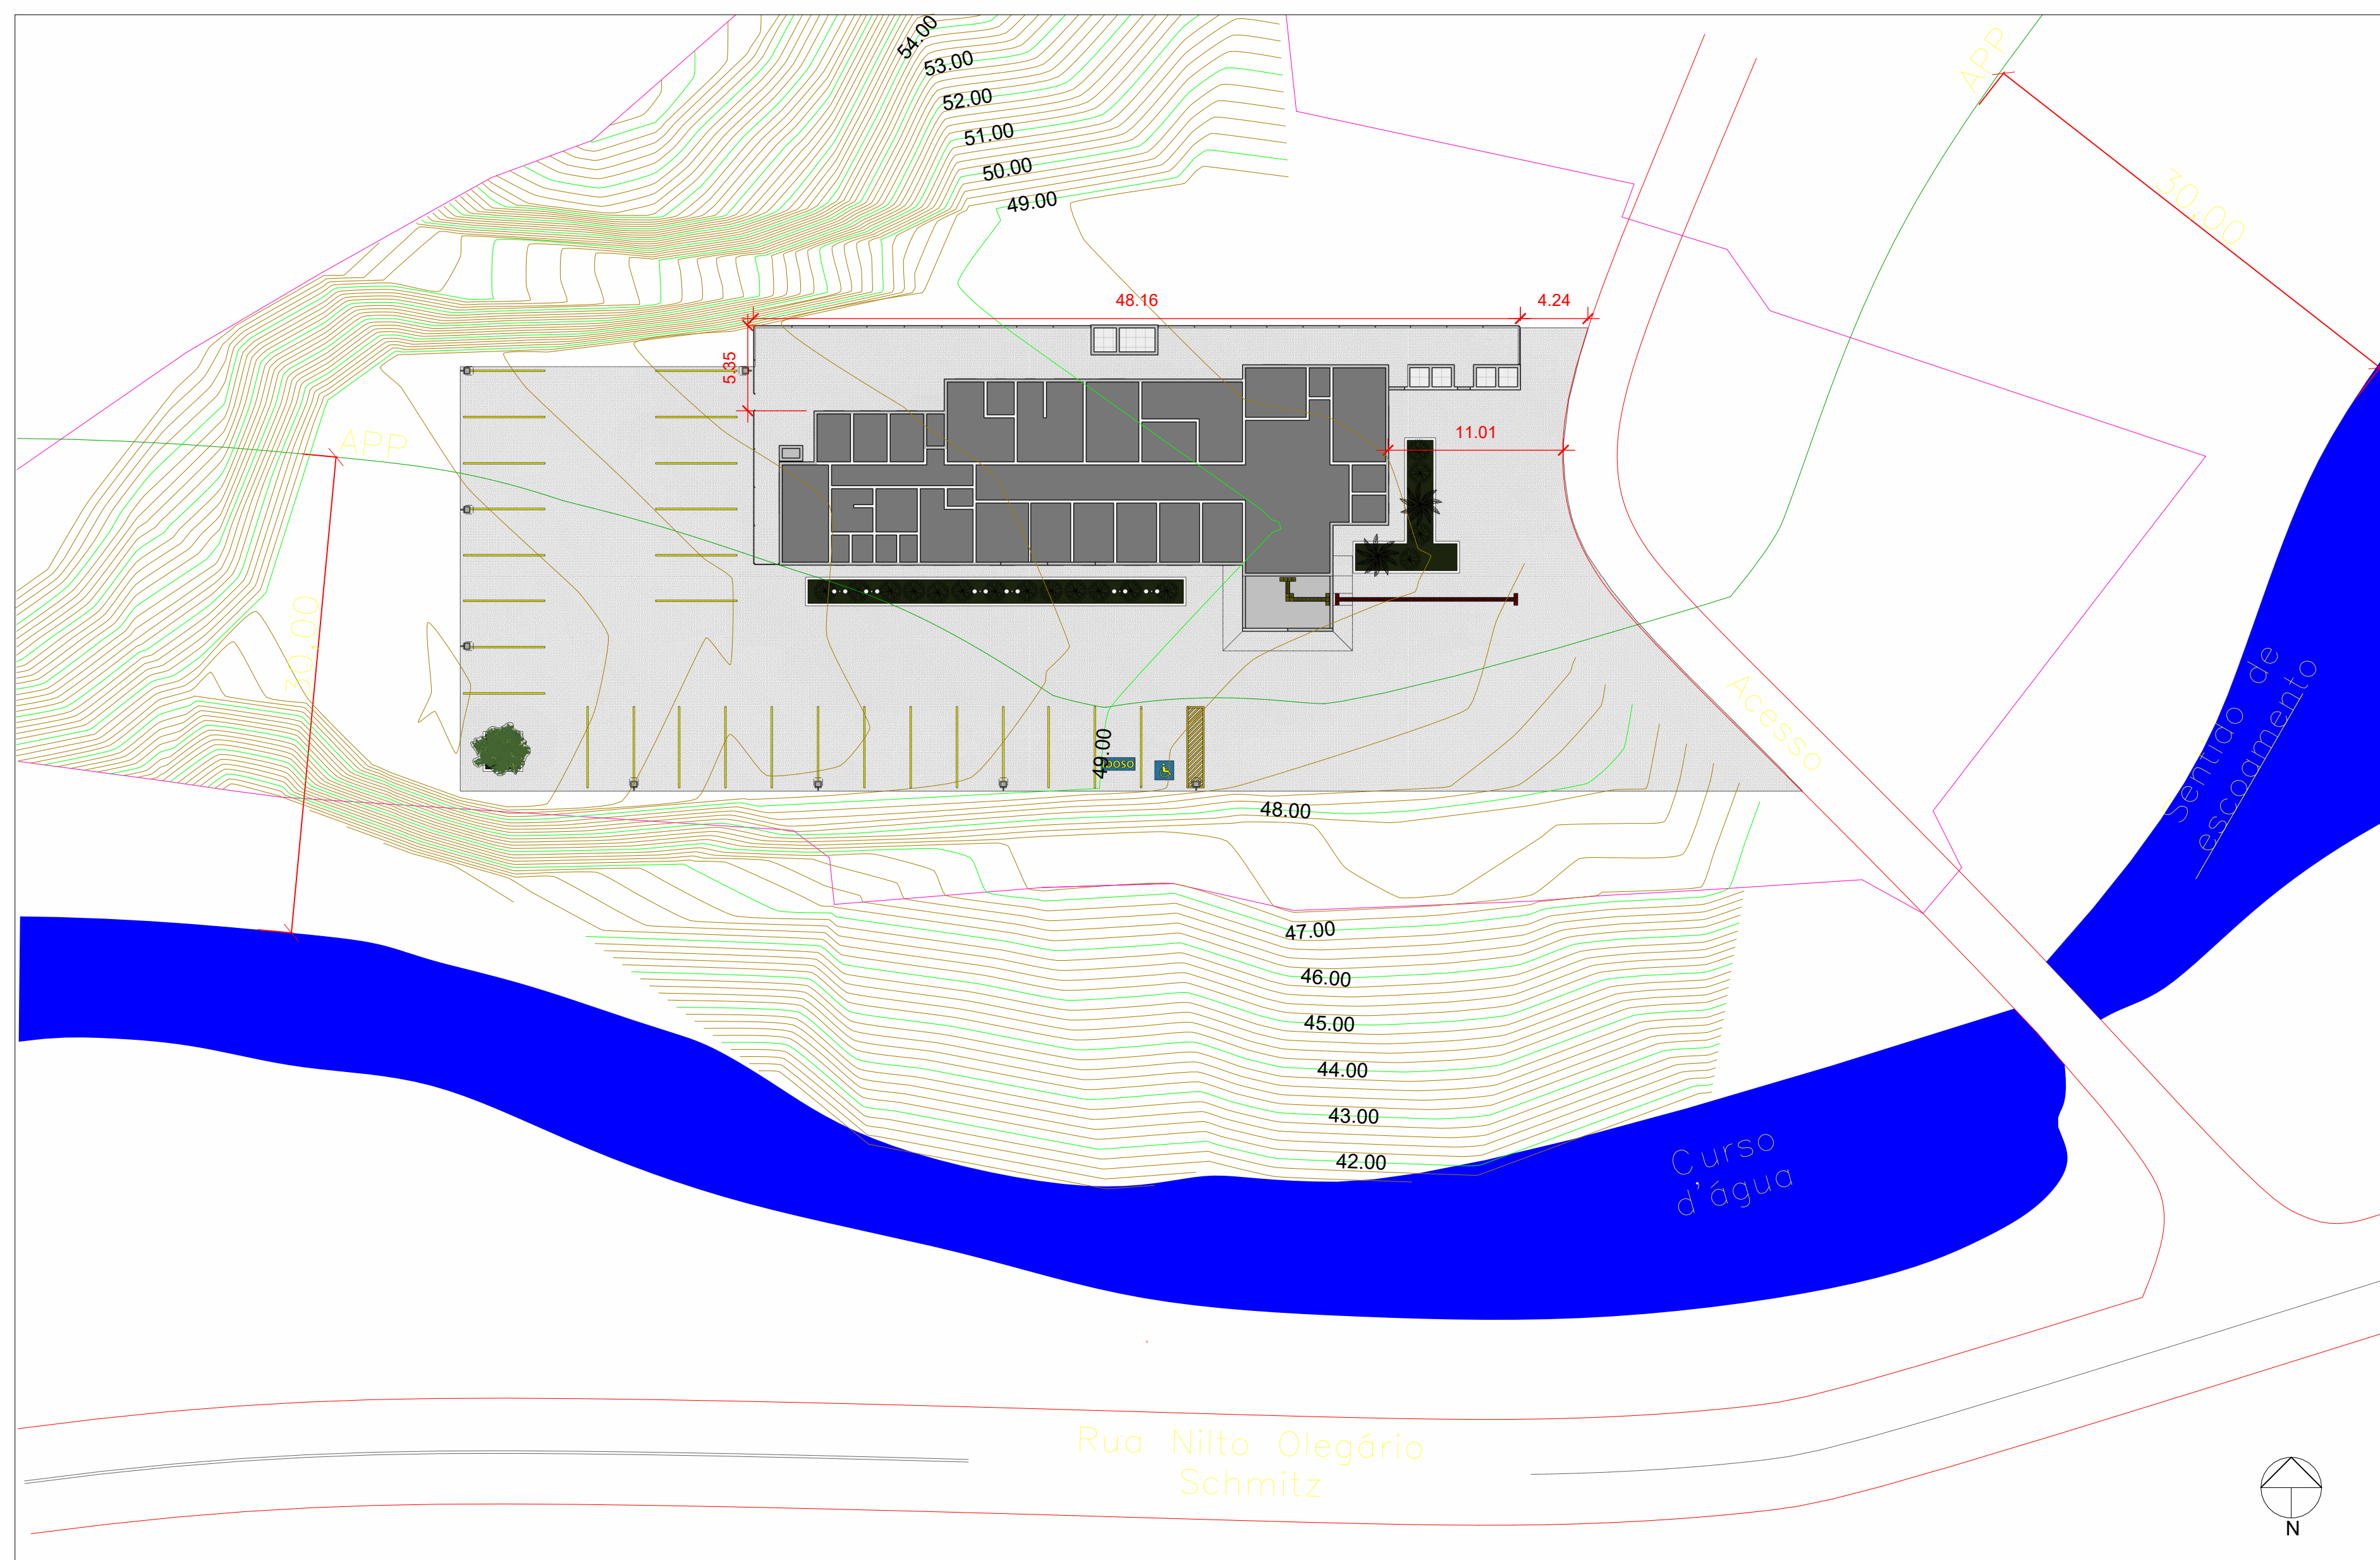 54.00
53.00
52.00
51.00
50.00
49.00
APP
30,00
48.16
4.24
5.35
11.01
APP
30,00
Acesso
Sentido de
escoamento
49.00
DOSO
48.00
47.00
46.00
45.00
44.00
43.00
42.00
Curso
d'água
Rua Nilto Olegário
Schmitz
N